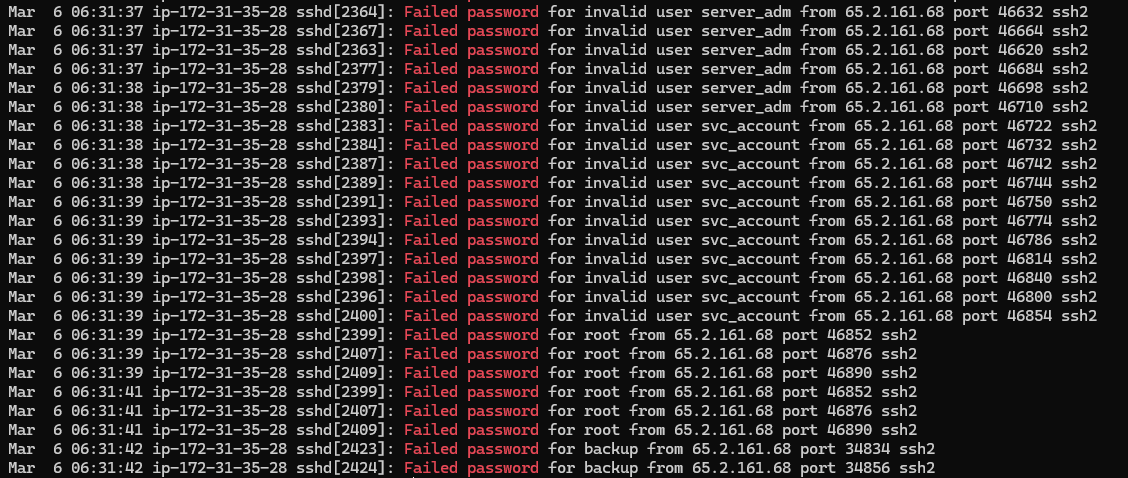 Mar  6 06:31:37 ip-172-31-35-28 sshd[2364]: Failed password for invalid user server_adm from 65.2.161.68 port 46632 ssh2
Mar  6 06:31:37 ip-172-31-35-28 sshd[2367]: Failed password for invalid user server_adm from 65.2.161.68 port 46664 ssh2
Mar  6 06:31:37 ip-172-31-35-28 sshd[2363]: Failed password for invalid user server_adm from 65.2.161.68 port 46620 ssh2
Mar  6 06:31:37 ip-172-31-35-28 sshd[2377]: Failed password for invalid user server_adm from 65.2.161.68 port 46684 ssh2
Mar  6 06:31:38 ip-172-31-35-28 sshd[2379]: Failed password for invalid user server_adm from 65.2.161.68 port 46698 ssh2
Mar  6 06:31:38 ip-172-31-35-28 sshd[2380]: Failed password for invalid user server_adm from 65.2.161.68 port 46710 ssh2
Mar  6 06:31:38 ip-172-31-35-28 sshd[2383]: Failed password for invalid user svc_account from 65.2.161.68 port 46722 ssh2
Mar  6 06:31:38 ip-172-31-35-28 sshd[2384]: Failed password for invalid user svc_account from 65.2.161.68 port 46732 ssh2
Mar  6 06:31:38 ip-172-31-35-28 sshd[2387]: Failed password for invalid user svc_account from 65.2.161.68 port 46742 ssh2
Mar  6 06:31:38 ip-172-31-35-28 sshd[2389]: Failed password for invalid user svc_account from 65.2.161.68 port 46744 ssh2
Mar  6 06:31:39 ip-172-31-35-28 sshd[2391]: Failed password for invalid user svc_account from 65.2.161.68 port 46750 ssh2
Mar  6 06:31:39 ip-172-31-35-28 sshd[2393]: Failed password for invalid user svc_account from 65.2.161.68 port 46774 ssh2
Mar  6 06:31:39 ip-172-31-35-28 sshd[2394]: Failed password for invalid user svc_account from 65.2.161.68 port 46786 ssh2
Mar  6 06:31:39 ip-172-31-35-28 sshd[2397]: Failed password for invalid user svc_account from 65.2.161.68 port 46814 ssh2
Mar  6 06:31:39 ip-172-31-35-28 sshd[2398]: Failed password for invalid user svc_account from 65.2.161.68 port 46840 ssh2
Mar  6 06:31:39 ip-172-31-35-28 sshd[2396]: Failed password for invalid user svc_account from 65.2.161.68 port 46800 ssh2
Mar  6 06:31:39 ip-172-31-35-28 sshd[2400]: Failed password for invalid user svc_account from 65.2.161.68 port 46854 ssh2
Mar  6 06:31:39 ip-172-31-35-28 sshd[2399]: Failed password for root from 65.2.161.68 port 46852 ssh2
Mar  6 06:31:39 ip-172-31-35-28 sshd[2407]: Failed password for root from 65.2.161.68 port 46876 ssh2
Mar  6 06:31:39 ip-172-31-35-28 sshd[2409]: Failed password for root from 65.2.161.68 port 46890 ssh2
Mar  6 06:31:41 ip-172-31-35-28 sshd[2399]: Failed password for root from 65.2.161.68 port 46852 ssh2
Mar  6 06:31:41 ip-172-31-35-28 sshd[2407]: Failed password for root from 65.2.161.68 port 46876 ssh2
Mar  6 06:31:41 ip-172-31-35-28 sshd[2409]: Failed password for root from 65.2.161.68 port 46890 ssh2
Mar  6 06:31:42 ip-172-31-35-28 sshd[2423]: Failed password for backup from 65.2.161.68 port 34834 ssh2
Mar  6 06:31:42 ip-172-31-35-28 sshd[2424]: Failed password for backup from 65.2.161.68 port 34856 ssh2